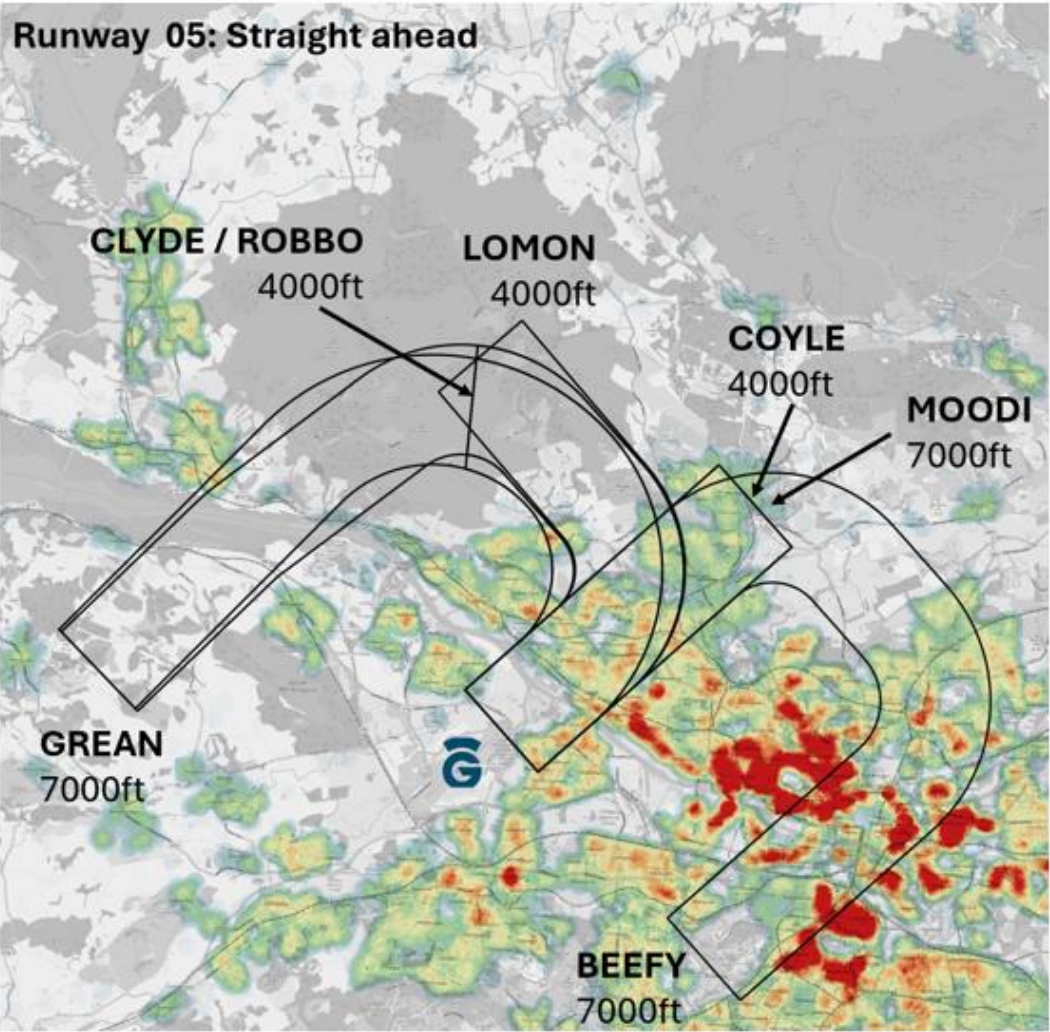 Runway 05: Straight ahead
CLYDE / ROBBO
4000ft
LOMON
4000ft
COYLE
4000ft
MOODI
7000ft
GREAN
7000ft
G
BEEFY
7000ft